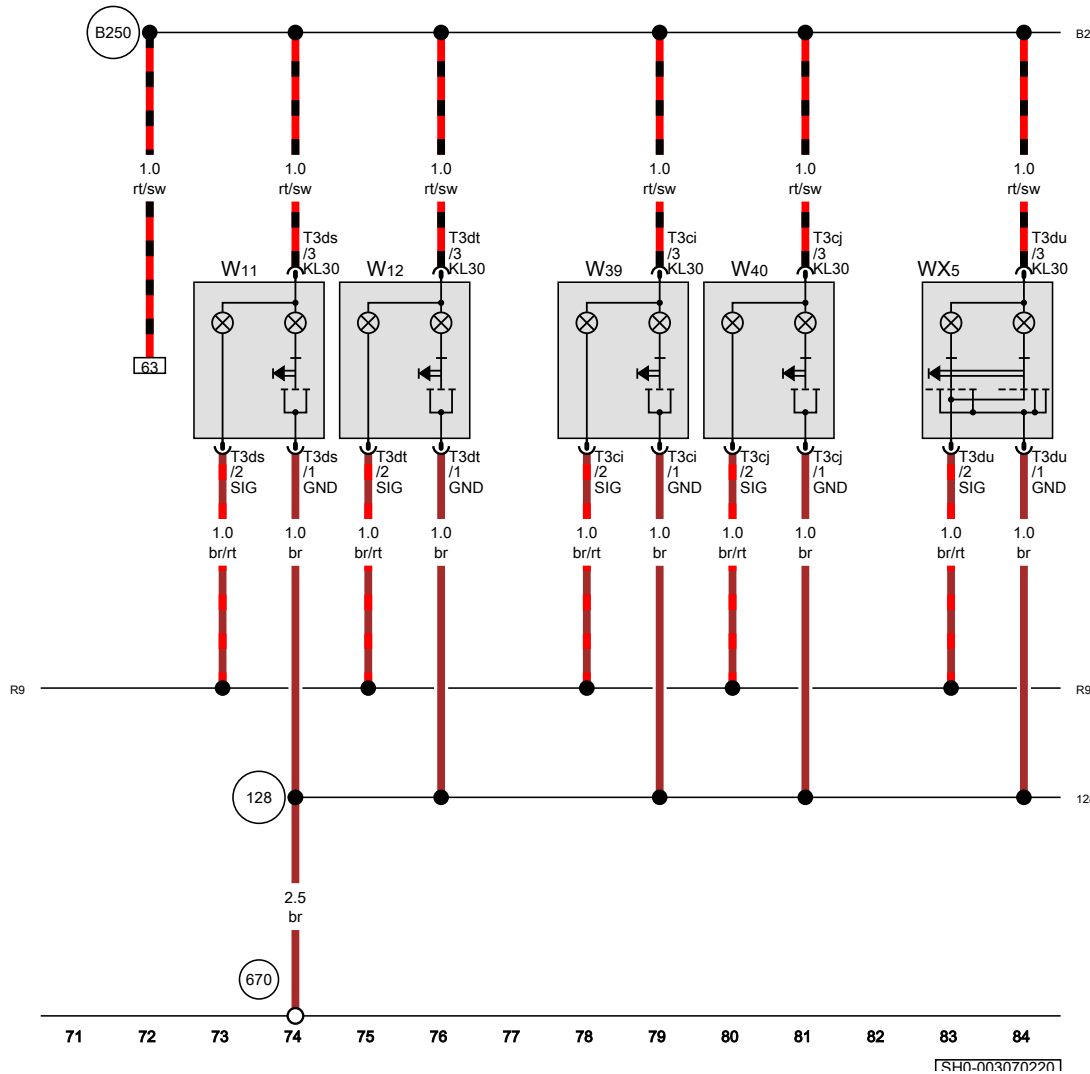 B250
B2
1.0 1.0 1.0 1.0 1.0 1.0
rt/sw rt/sw rt/sw rt/sw rt/sw rt/sw
T3ds T3dt T3ci T3cj T3du
/3 /3 /3 /3 /3
W11 KL30 W12 KL30 W39 KL30 W40 KL30 WX5 KL30
63
T3ds T3ds T3dt T3dt T3ci T3ci T3cj T3cj T3du T3du
/2 /1 /2 /1 /2 /1 /2 /1 /2 /1
SIG GND SIG GND SIG GND SIG GND SIG GND
1.0 1.0 1.0 1.0 1.0 1.0 1.0 1.0 1.0 1.0
br/rt br br/rt br br/rt br br/rt br br/rt br
R9 R9
128 128
2.5
br
670
71 72 73 74 75 76 77 78 79 80 81 82 83 84
SH0-003070220